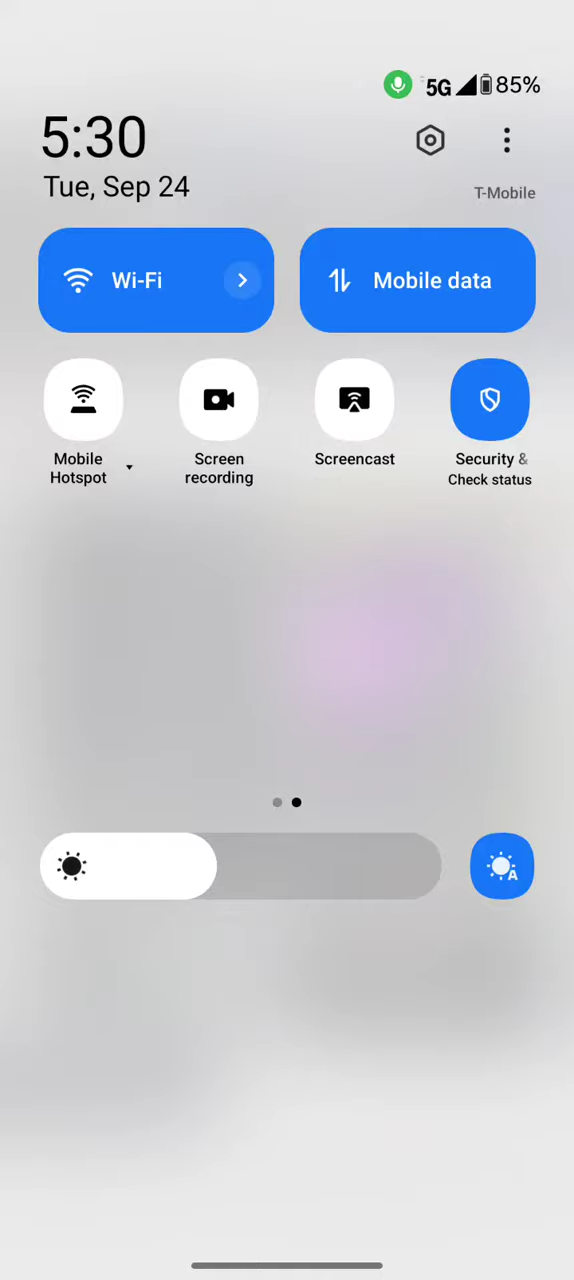 5G 85%
5:30
Tue, Sep 24
T-Mobile
Wi-Fi
Mobile data
Mobile
Hotspot
Screen
recording
Screencast
Security &
Check status
A